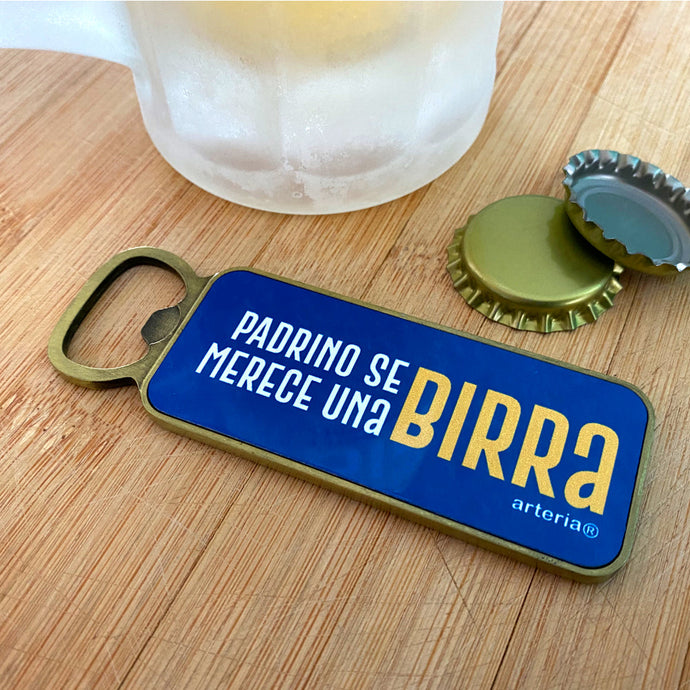 PADRINO SE
MERECE UNa
BIRRa
arteria®